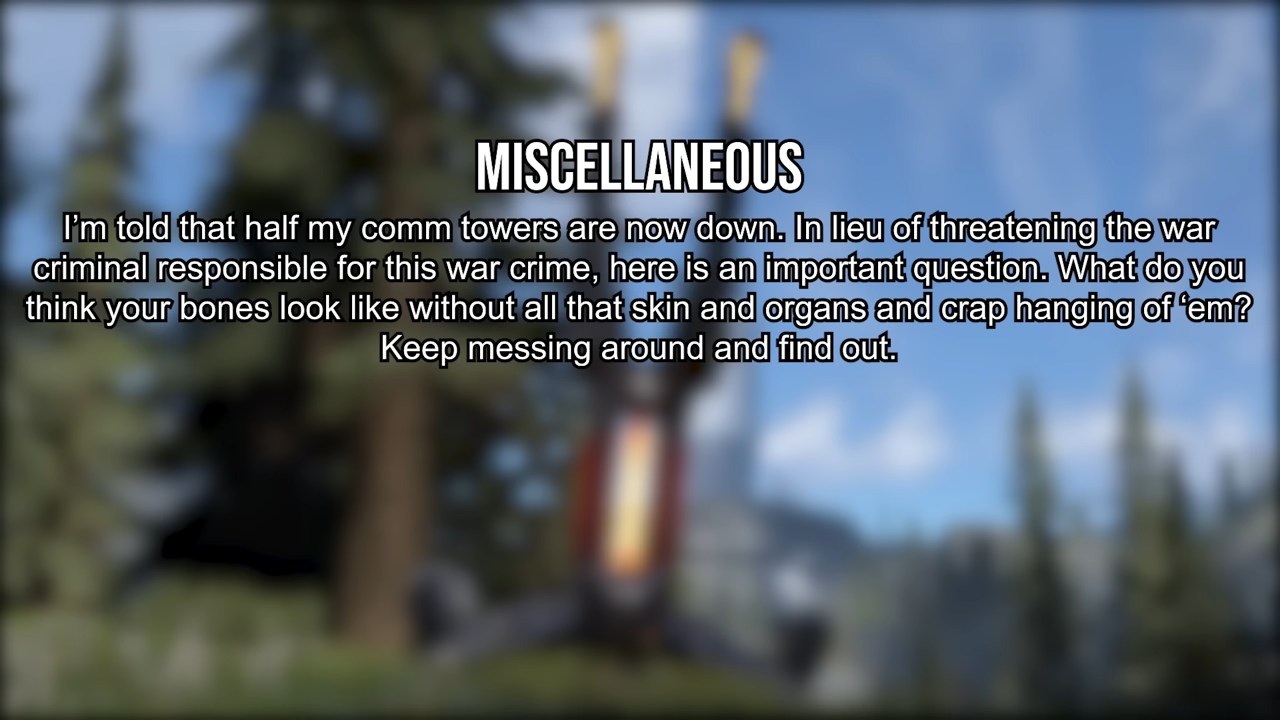 MISCELLANEOUS
I’m told that half my comm towers are now down. In lieu of threatening the war
criminal responsible for this war crime, here is an important question. What do you
think your bones look like without all that skin and organs and crap hanging of ‘em?
Keep messing around and find out.